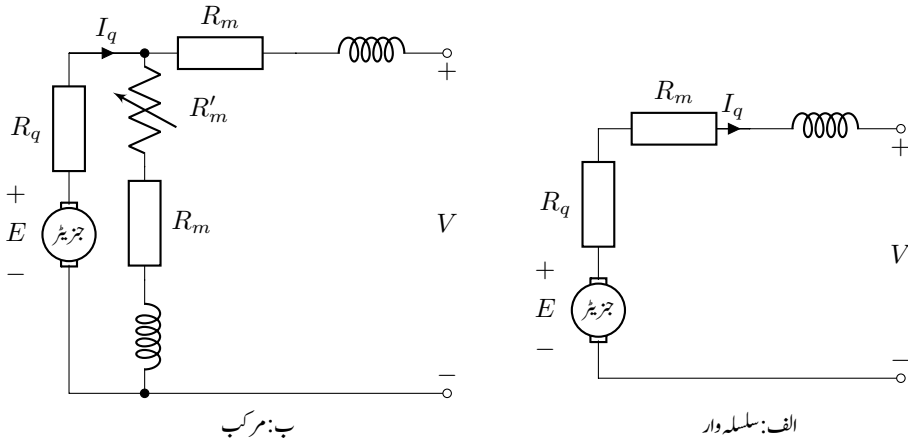 I_q R_m
R'_m
R_q
R_m
+
E جنریٹر
−
V
+
−
ب: مرکب
R_m I_q
R_q
+
E جنریٹر
−
V
+
−
الف: سلسلہ وار